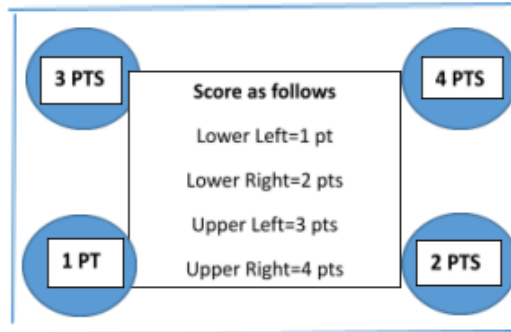 3 PTS
4 PTS
Score as follows
Lower Left=1 pt
Lower Right=2 pts
Upper Left=3 pts
Upper Right=4 pts
1 PT
2 PTS